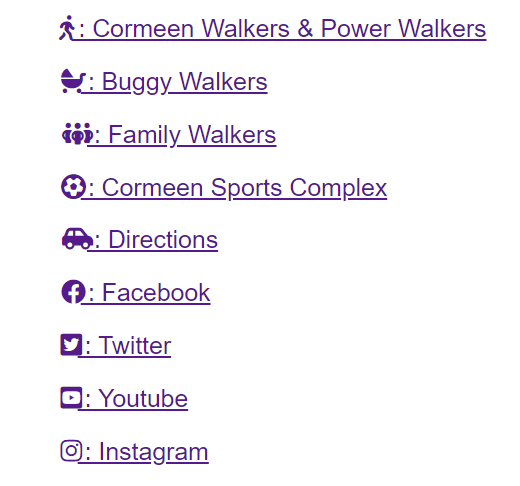 : Cormeen Walkers & Power Walkers
: Buggy Walkers
: Family Walkers
: Cormeen Sports Complex
: Directions
: Facebook
: Twitter
: Youtube
: Instagram